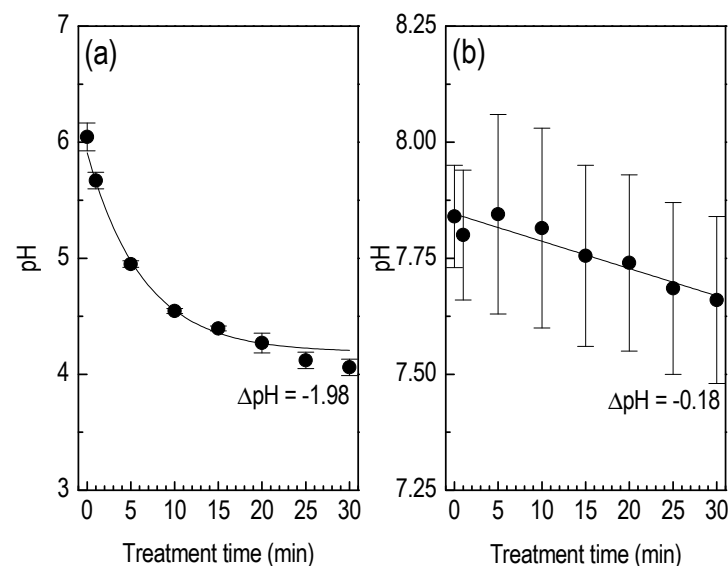 (a)
7
6
5
4
3
pH
ΔpH = -1.98
0 5 10 15 20 25 30
Treatment time (min)
(b)
8.25
8.00
7.75
7.50
7.25
pH
ΔpH = -0.18
0 5 10 15 20 25 30
Treatment time (min)